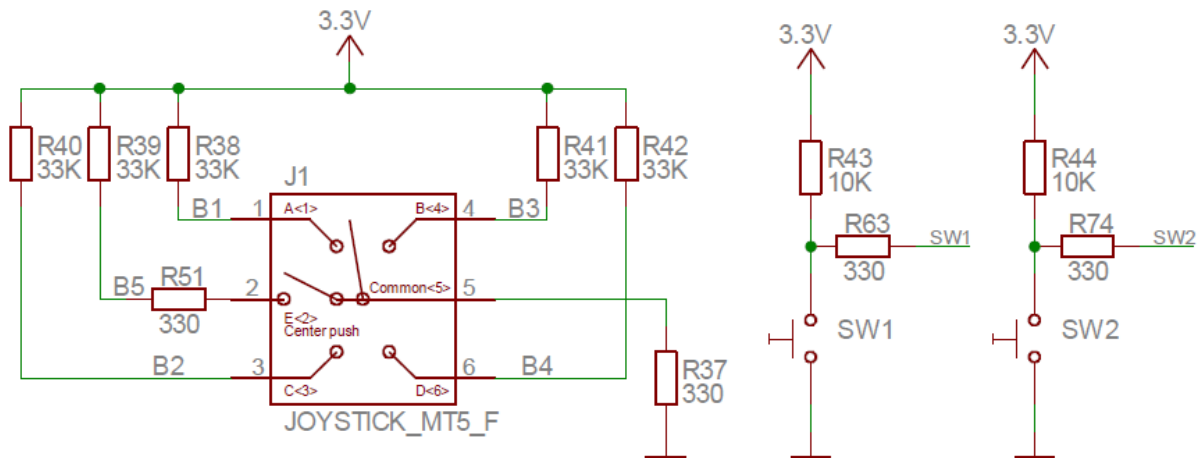 3.3V
3.3V
3.3V
R40
33K
R39
33K
R38
33K
R41
33K
R42
33K
R43
10K
R44
10K
J1
B1
1
A<1>
B<4>
4
B3
R63
330
SW1
R74
330
SW2
B5
R51
330
2
E<2>
Center push
Common<5>
5
SW1
SW2
B2
3
C<3>
D<6>
6
B4
R37
330
JOYSTICK_MT5_F